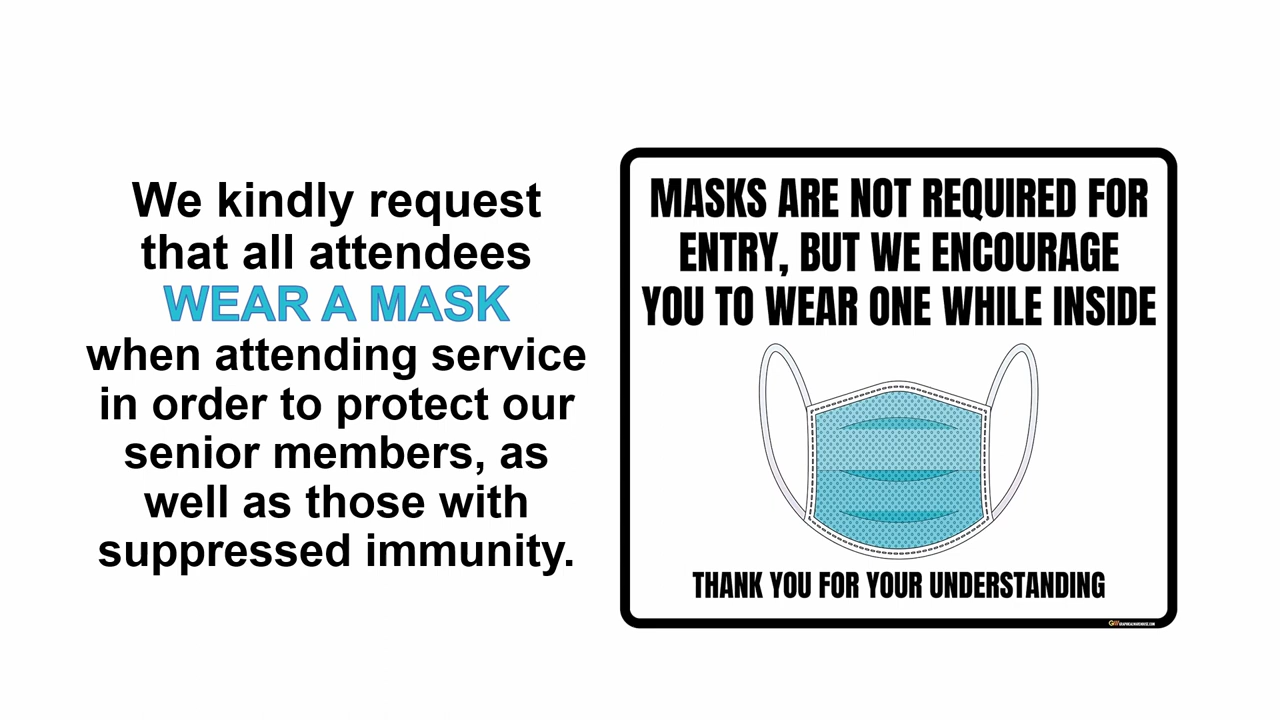 We kindly request
that all attendees
WEAR A MASK
when attending service
in order to protect our
senior members, as
well as those with
suppressed immunity.
MASKS ARE NOT REQUIRED FOR
ENTRY, BUT WE ENCOURAGE
YOU TO WEAR ONE WHILE INSIDE
THANK YOU FOR YOUR UNDERSTANDING